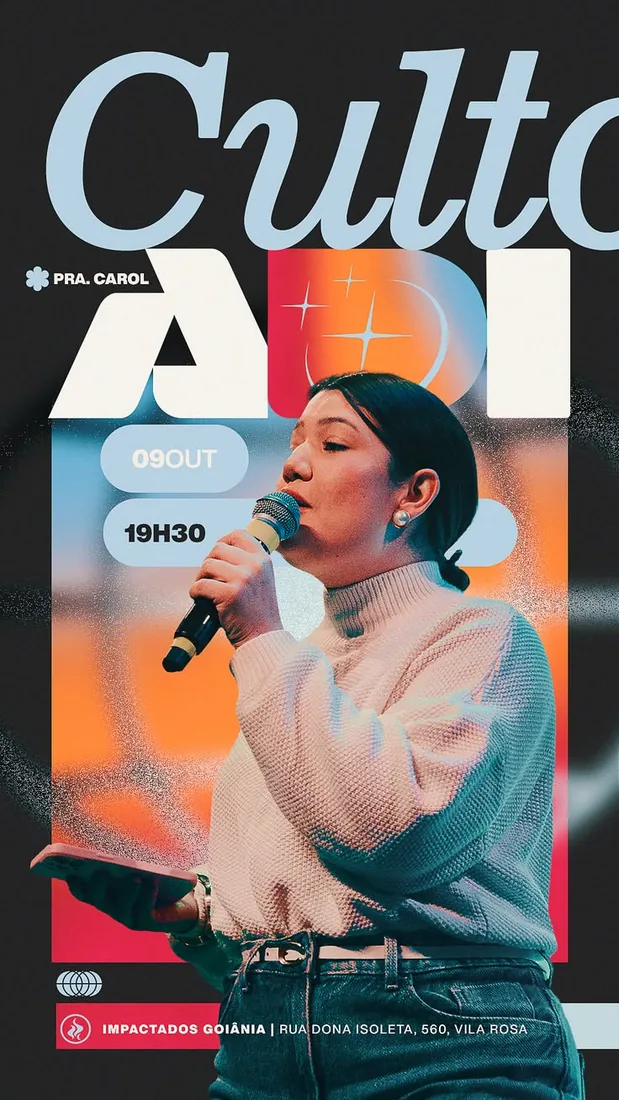 Culto
PRA. CAROL
ADI
09OUT
19H30
IMPACTADOS GOIÂNIA | RUA DONA ISOLETA, 560, VILA ROSA